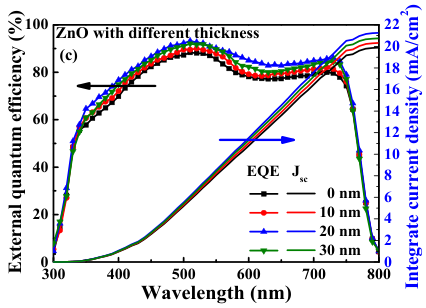 ZnO with different thickness
(c)
External quantum efficiency (%)
100
80
60
40
20
0
EQE J_sc
0 nm
10 nm
20 nm
30 nm
22
20
18
16
14
12
10
8
6
4
2
0
Integrate current density (mA/cm²)
300 400 500 600 700 800
Wavelength (nm)